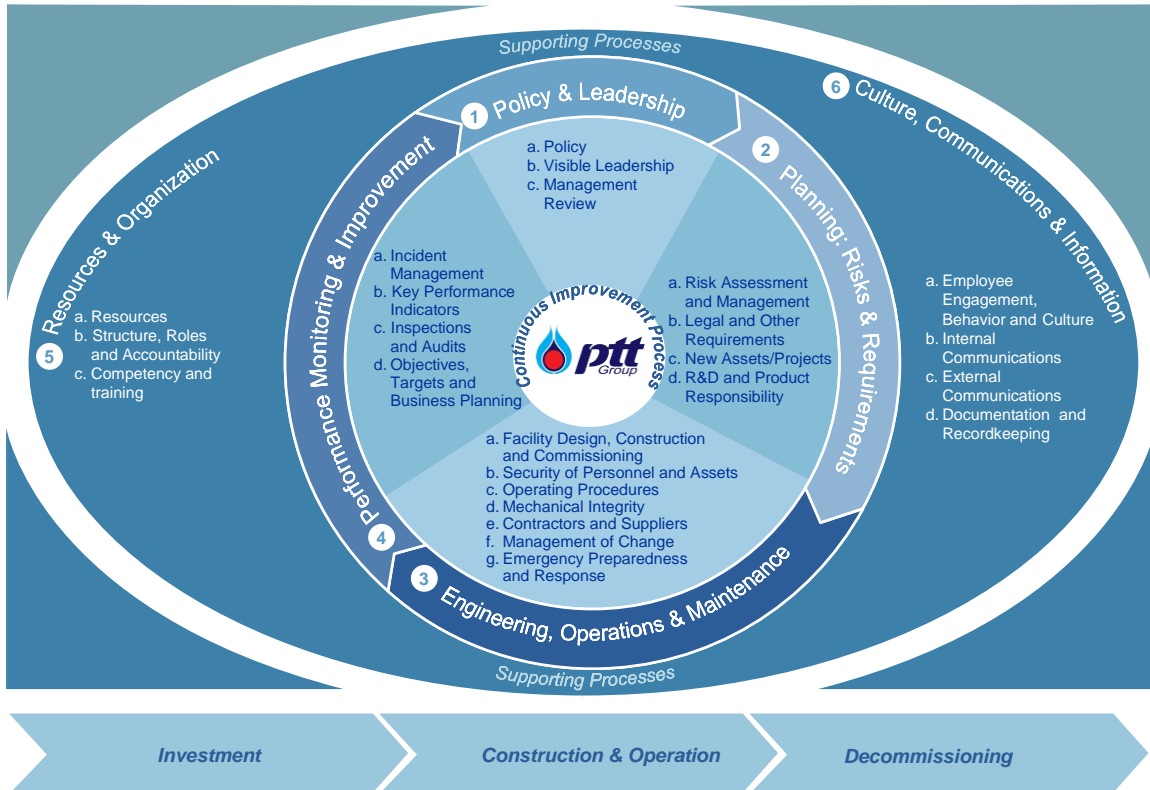 Supporting Processes
1 Policy & Leadership
a. Policy
b. Visible Leadership
c. Management
Review
2 Planning: Risks & Requirements
a. Risk Assessment
and Management
b. Legal and Other
Requirements
c. New Assets/Projects
d. R&D and Product
Responsibility
3 Engineering, Operations & Maintenance
a. Facility Design, Construction
and Commissioning
b. Security of Personnel and Assets
c. Operating Procedures
d. Mechanical Integrity
e. Contractors and Suppliers
f. Management of Change
g. Emergency Preparedness
and Response
4 Performance Monitoring & Improvement
a. Incident
Management
b. Key Performance
Indicators
c. Inspections
and Audits
d. Objectives,
Targets and
Business Planning
Continuous Improvement Process
ptt
Group
5 Resources & Organization
a. Resources
b. Structure, Roles
and Accountability
c. Competency and
training
6 Culture, Communications & Information
a. Employee
Engagement,
Behavior and Culture
b. Internal
Communications
c. External
Communications
d. Documentation and
Recordkeeping
Supporting Processes
Investment
Construction & Operation
Decommissioning